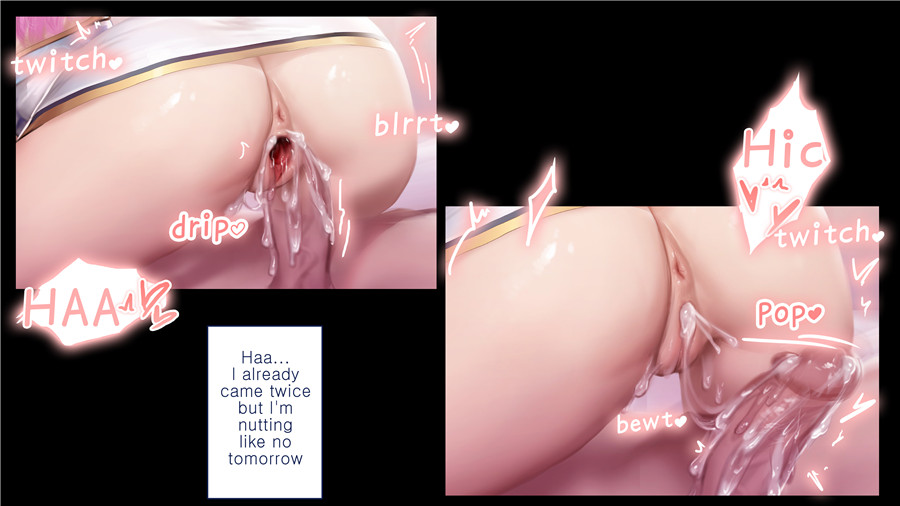 twitch♥
blrrt♥
drip♡
HAA
Haa...
I already
came twice
but I'm
nutting
like no
tomorrow
Hic
twitch♥
POP♥
bewt♥